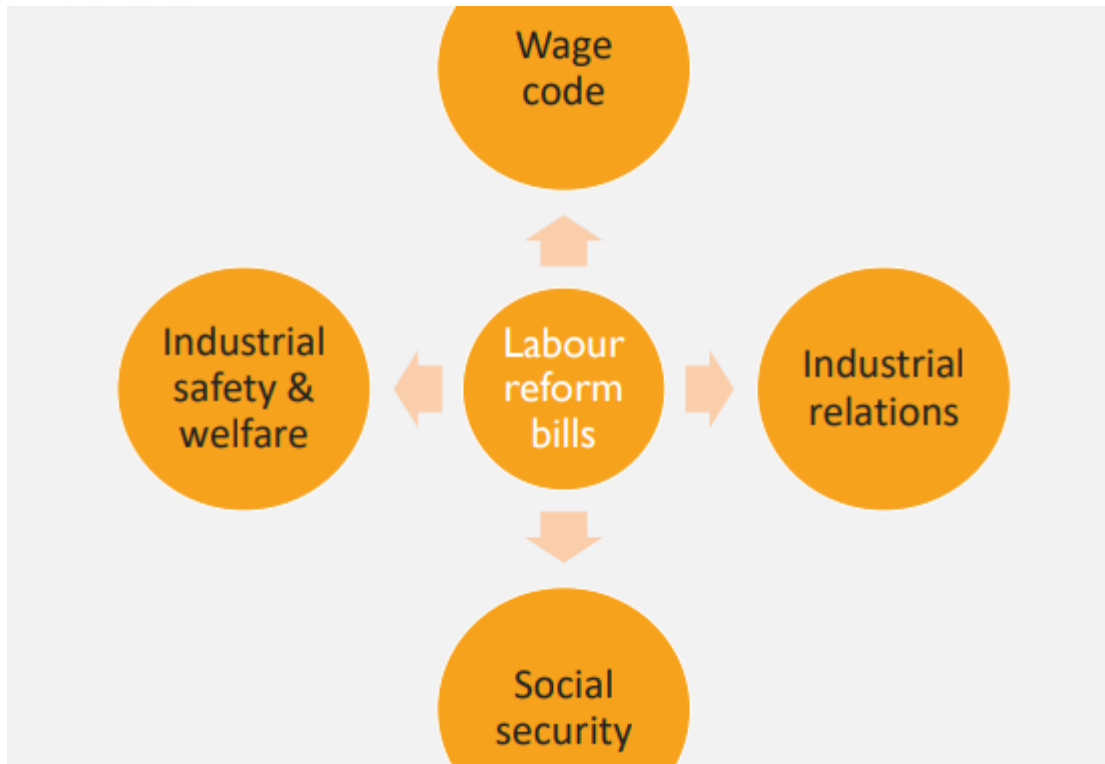 Wage
code
Industrial
safety &
welfare
Labour
reform
bills
Industrial
relations
Social
security